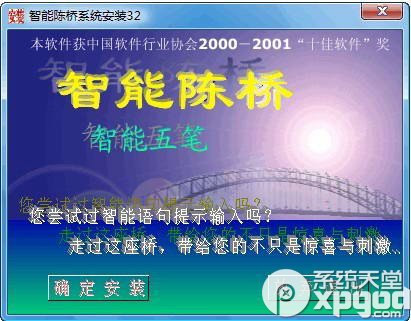 智能陈桥系统安装32
本软件获中国软件行业协会2000－2001“十佳软件”奖
智能陈桥
智能五笔
您尝试过智能语句提示输入吗?
走过这座桥，带给您的不只是惊喜与刺激..
确定安装
系统天堂
xpgod